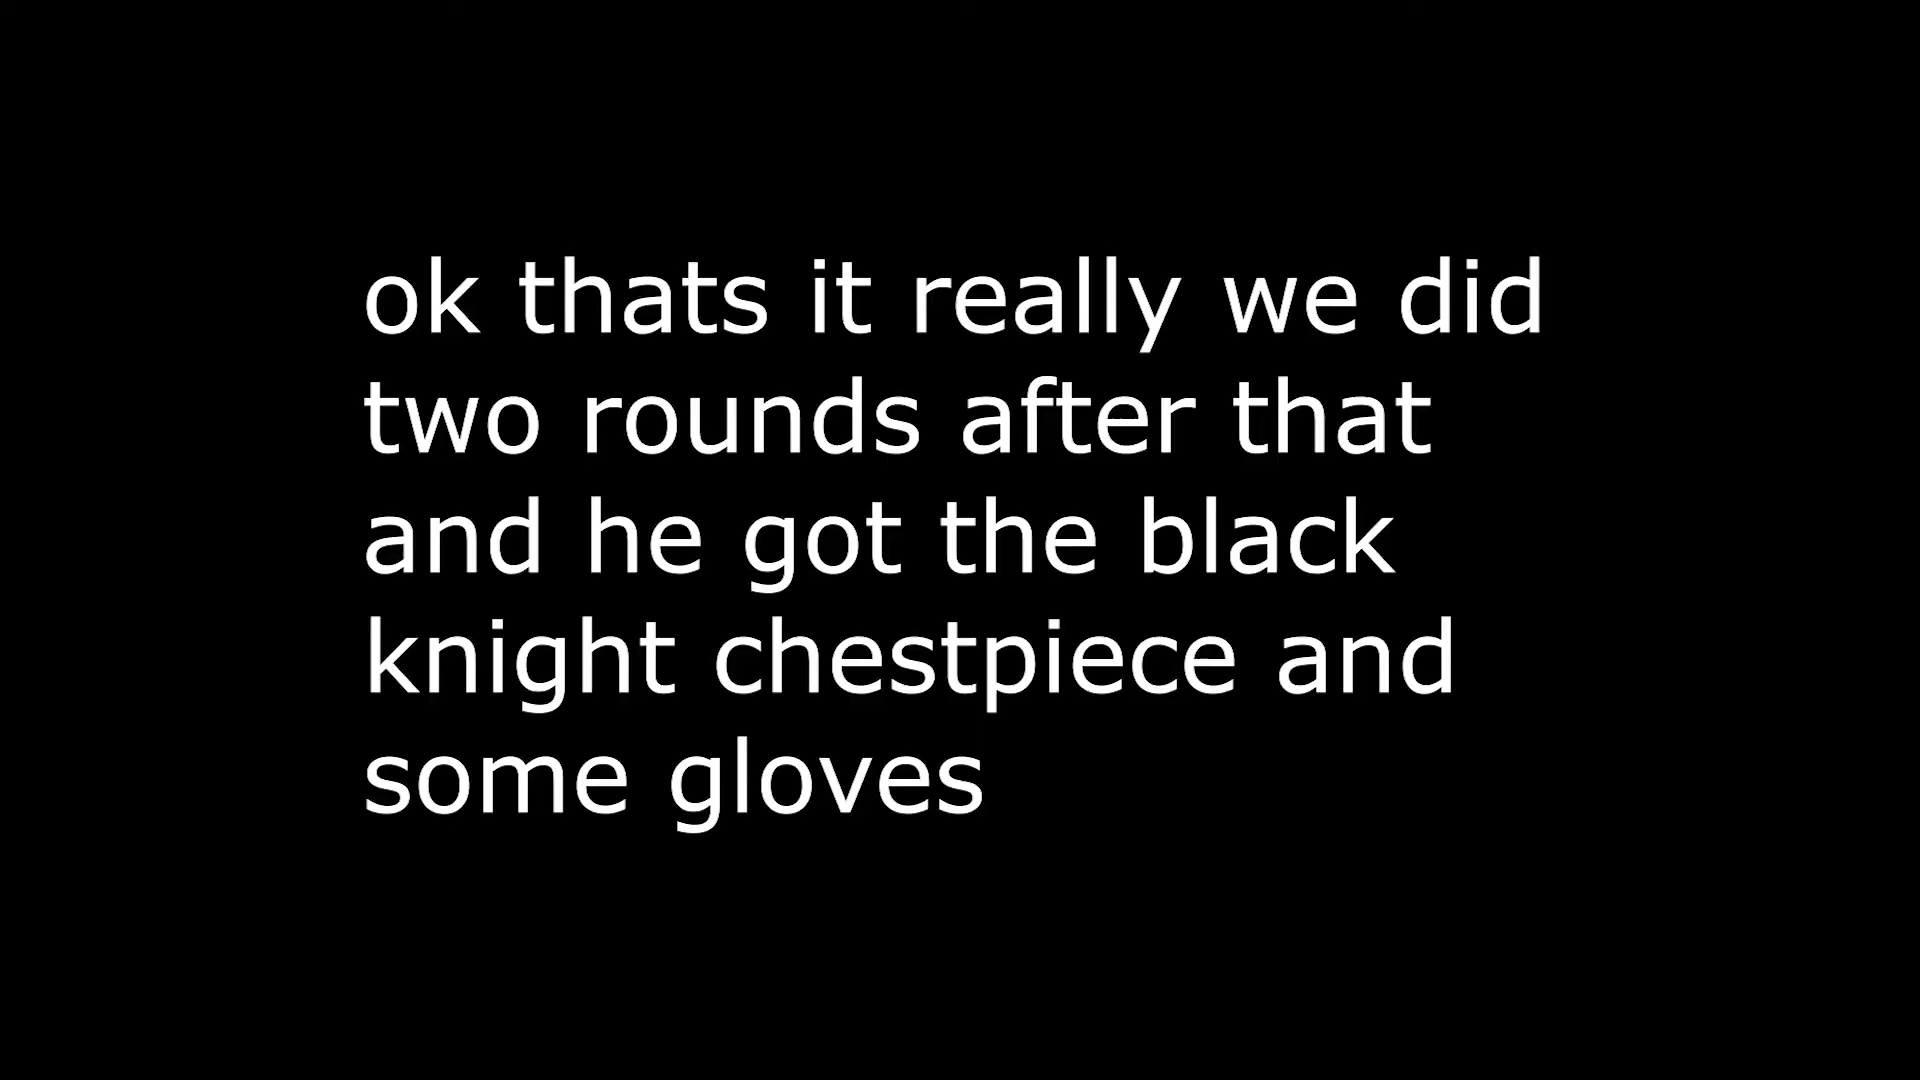 ok thats it really we did
two rounds after that
and he got the black
knight chestpiece and
some gloves